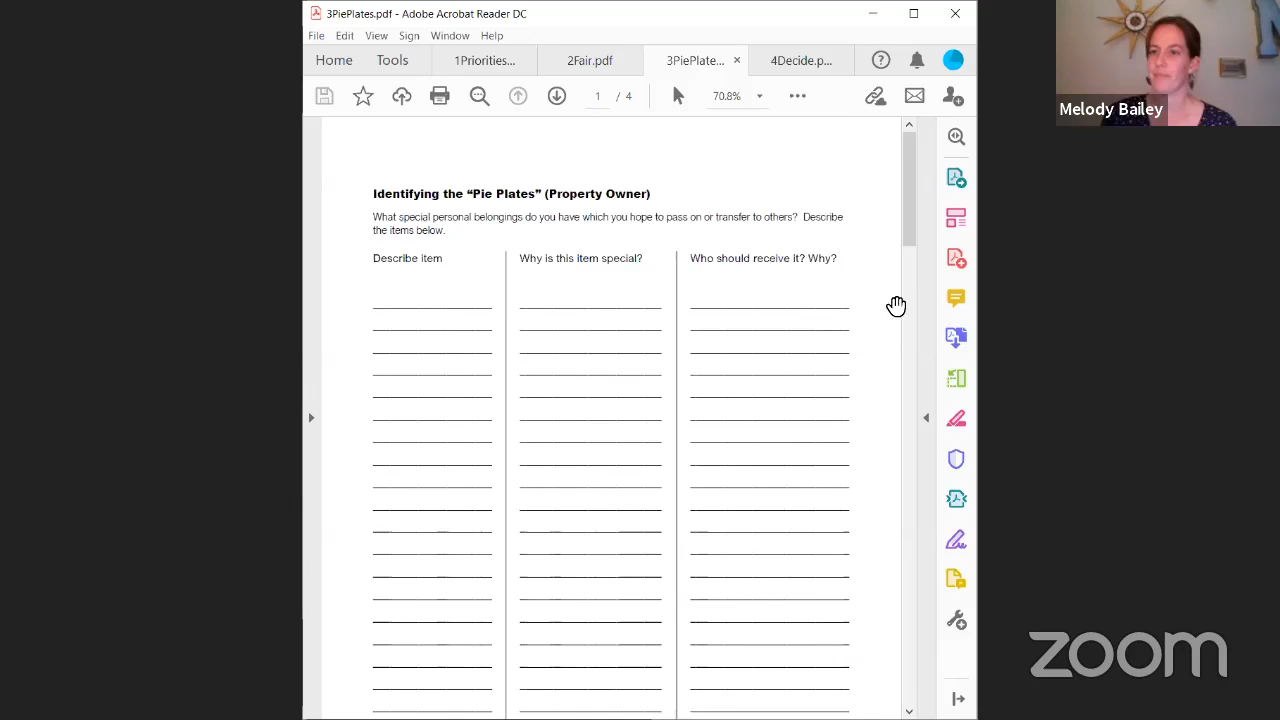 3PiePlates.pdf - Adobe Acrobat Reader DC
File Edit View Sign Window Help
Home Tools 1Priorities... 2Fair.pdf 3PiePlate... × 4Decide.p...
1 / 4 70.8%
Melody Bailey
Identifying the “Pie Plates” (Property Owner)
What special personal belongings do you have which you hope to pass on or transfer to others? Describe
the items below.
Describe item Why is this item special? Who should receive it? Why?
zoom